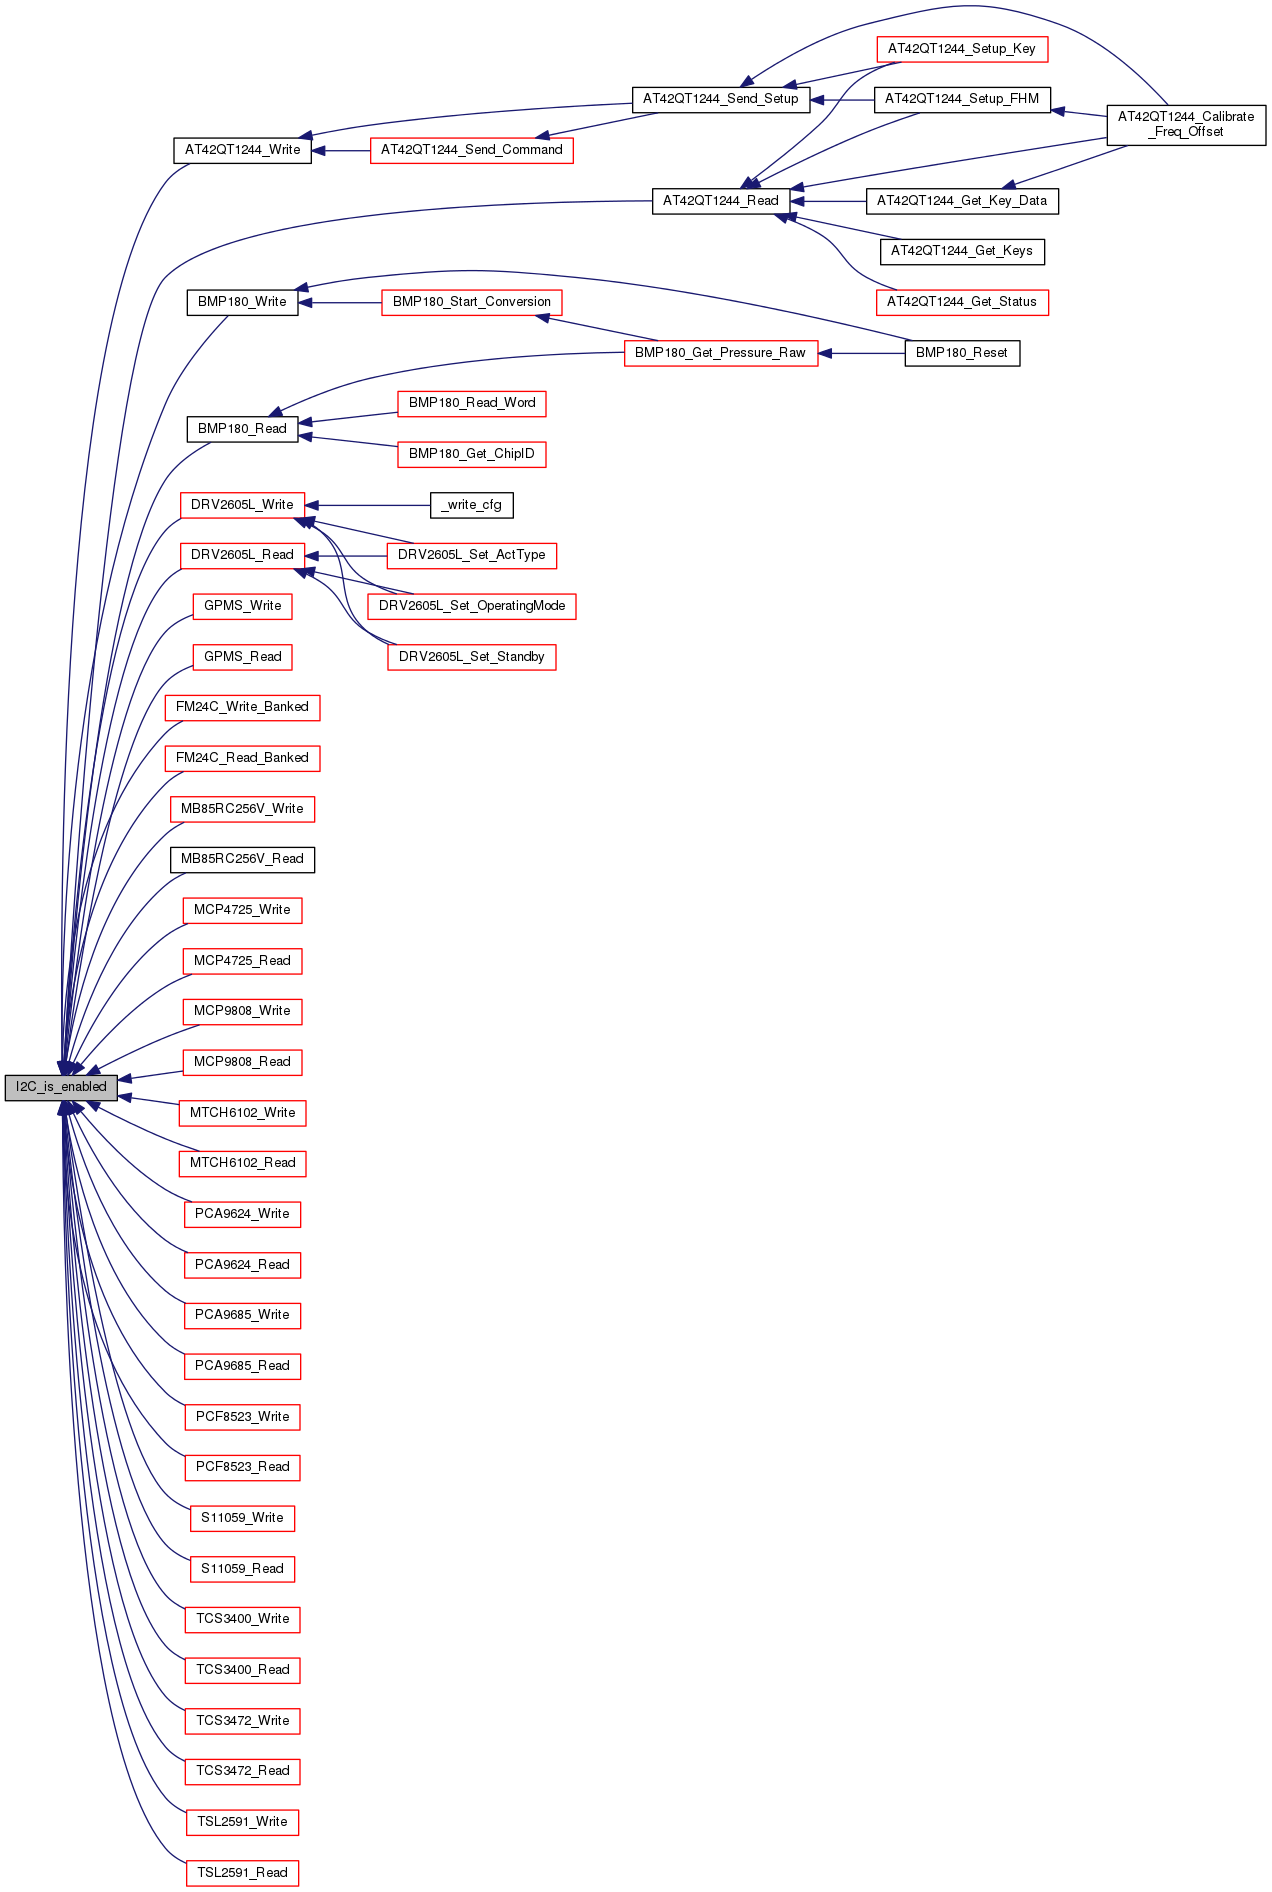 AT42QT1244_Setup_Key
AT42QT1244_Send_Setup
AT42QT1244_Setup_FHM
AT42QT1244_Calibrate
_Freq_Offset
AT42QT1244_Write
AT42QT1244_Send_Command
AT42QT1244_Read
AT42QT1244_Get_Key_Data
AT42QT1244_Get_Keys
BMP180_Write
BMP180_Start_Conversion
AT42QT1244_Get_Status
BMP180_Get_Pressure_Raw
BMP180_Reset
BMP180_Read_Word
BMP180_Read
BMP180_Get_ChipID
DRV2605L_Write
_write_cfg
DRV2605L_Read
DRV2605L_Set_ActType
GPMS_Write
DRV2605L_Set_OperatingMode
GPMS_Read
DRV2605L_Set_Standby
FM24C_Write_Banked
FM24C_Read_Banked
MB85RC256V_Write
MB85RC256V_Read
MCP4725_Write
MCP4725_Read
MCP9808_Write
MCP9808_Read
I2C_is_enabled
MTCH6102_Write
MTCH6102_Read
PCA9624_Write
PCA9624_Read
PCA9685_Write
PCA9685_Read
PCF8523_Write
PCF8523_Read
S11059_Write
S11059_Read
TCS3400_Write
TCS3400_Read
TCS3472_Write
TCS3472_Read
TSL2591_Write
TSL2591_Read